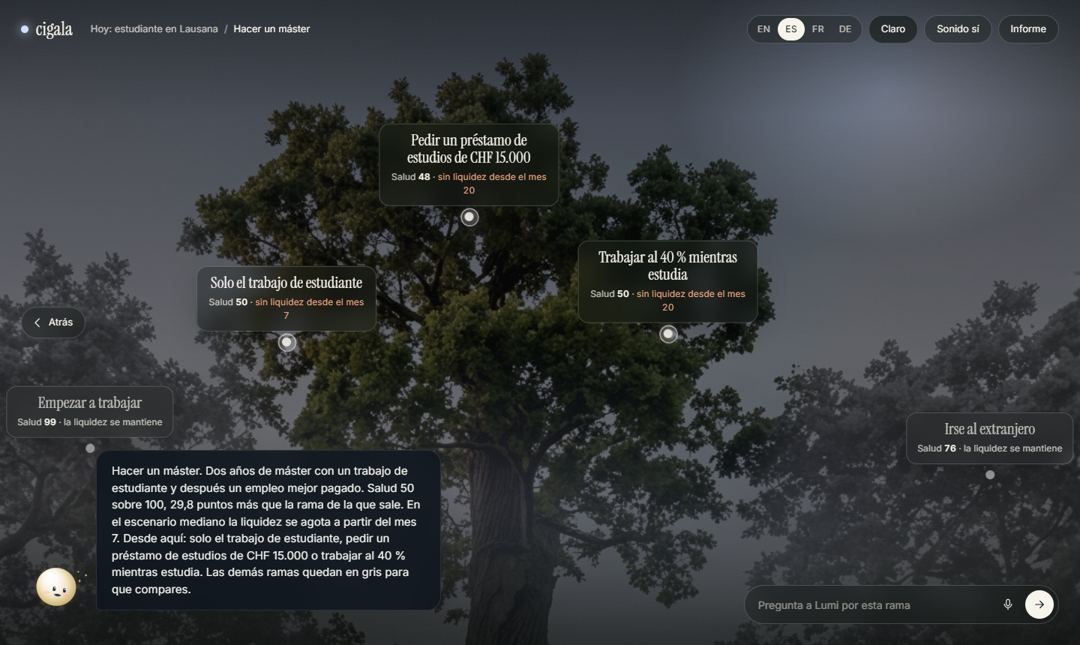 cigala
Hoy: estudiante en Lausana / Hacer un máster
EN ES FR DE
Claro
Sonido sí
Informe
Pedir un préstamo de
estudios de CHF 15.000
Salud 48 · sin liquidez desde el mes
20
Trabajar al 40 % mientras
estudia
Salud 50 · sin liquidez desde el mes
20
Solo el trabajo de estudiante
Salud 50 · sin liquidez desde el mes
7
Atrás
Empezar a trabajar
Salud 99 · la liquidez se mantiene
Irse al extranjero
Salud 76 · la liquidez se mantiene
Hacer un máster. Dos años de máster con un trabajo de
estudiante y después un empleo mejor pagado. Salud 50
sobre 100, 29,8 puntos más que la rama de la que sale. En
el escenario mediano la liquidez se agota a partir del mes
7. Desde aquí: solo el trabajo de estudiante, pedir un
préstamo de estudios de CHF 15.000 o trabajar al 40 %
mientras estudia. Las demás ramas quedan en gris para
que compares.
Pregunta a Lumi por esta rama